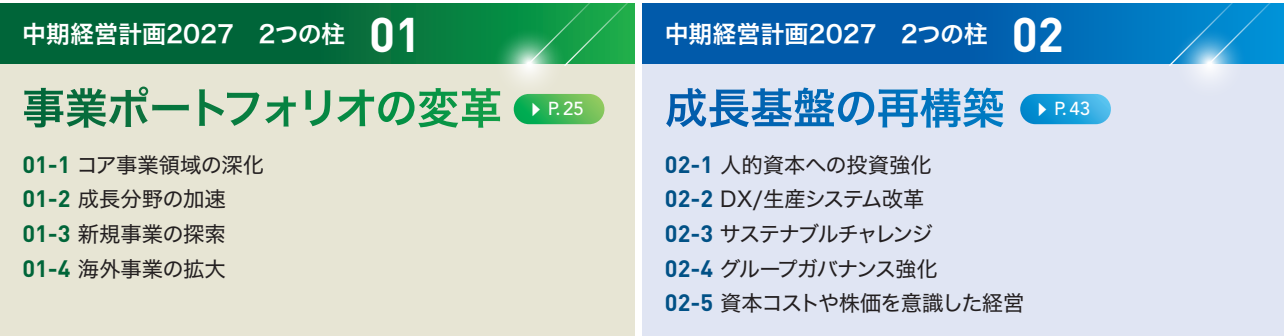 中期経営計画2027　2つの柱 01
事業ポートフォリオの変革 P.25
01-1 コア事業領域の深化
01-2 成長分野の加速
01-3 新規事業の探索
01-4 海外事業の拡大
中期経営計画2027　2つの柱 02
成長基盤の再構築 P.43
02-1 人的資本への投資強化
02-2 DX/生産システム改革
02-3 サステナブルチャレンジ
02-4 グループガバナンス強化
02-5 資本コストや株価を意識した経営